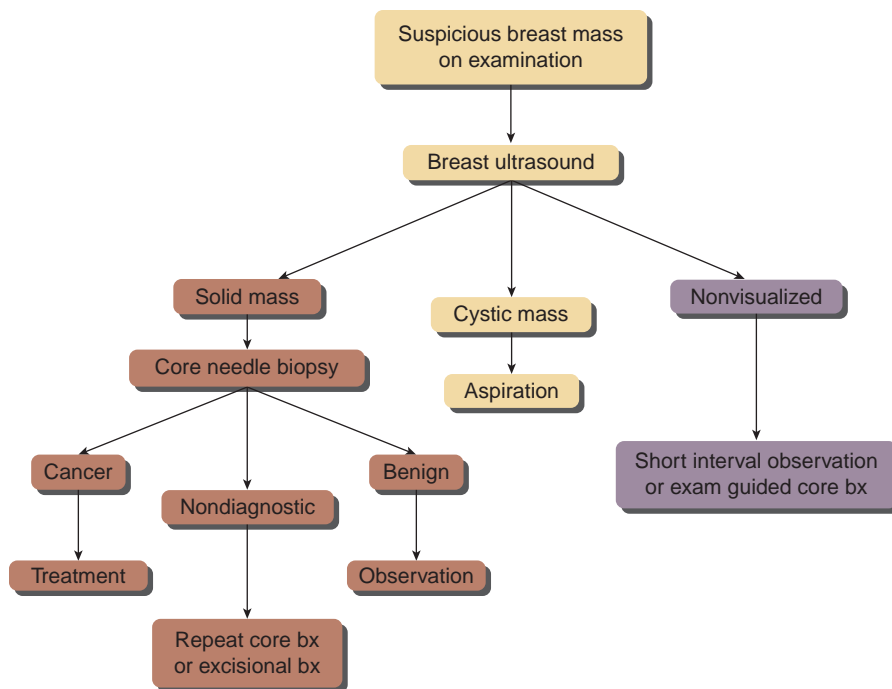 Suspicious breast mass
on examination
Breast ultrasound
Solid mass
Cystic mass
Nonvisualized
Core needle biopsy
Aspiration
Cancer
Nondiagnostic
Benign
Short interval observation
or exam guided core bx
Treatment
Observation
Repeat core bx
or excisional bx